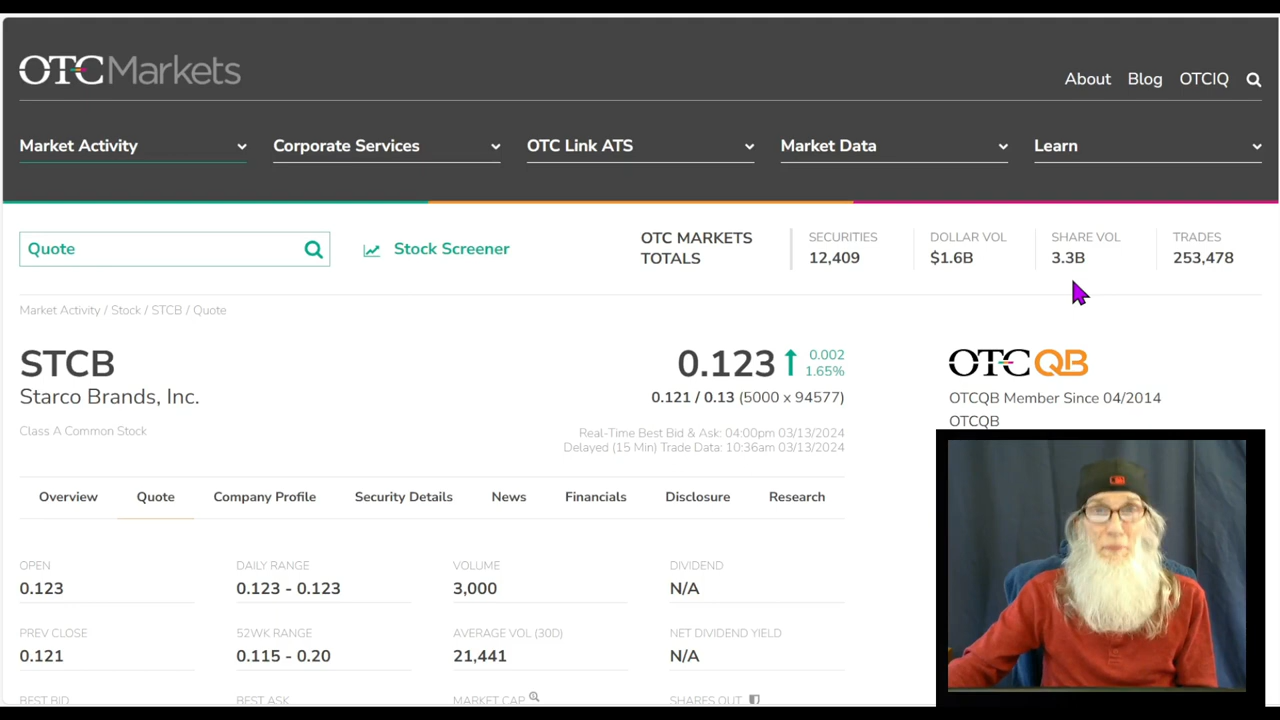 OTCMarkets
About Blog OTCIQ
Market Activity Corporate Services OTC Link ATS Market Data Learn
Quote
Stock Screener
OTC MARKETS TOTALS
SECURITIES
12,409
DOLLAR VOL
$1.6B
SHARE VOL
3.3B
TRADES
253,478
Market Activity / Stock / STCB / Quote
STCB
Starco Brands, Inc.
Class A Common Stock
0.123
0.002
1.65%
0.121 / 0.13 (5000 x 94577)
Real-Time Best Bid & Ask: 04:00pm 03/13/2024
Delayed (15 Min) Trade Data: 10:36am 03/13/2024
OTCQB
OTCQB Member Since 04/2014
OTCQB
Overview Quote Company Profile Security Details News Financials Disclosure Research
OPEN
0.123
DAILY RANGE
0.123 - 0.123
VOLUME
3,000
DIVIDEND
N/A
PREV CLOSE
0.121
52WK RANGE
0.115 - 0.20
AVERAGE VOL (30D)
21,441
NET DIVIDEND YIELD
N/A
BEST BID BEST ASK MARKET CAP SHARES OUT